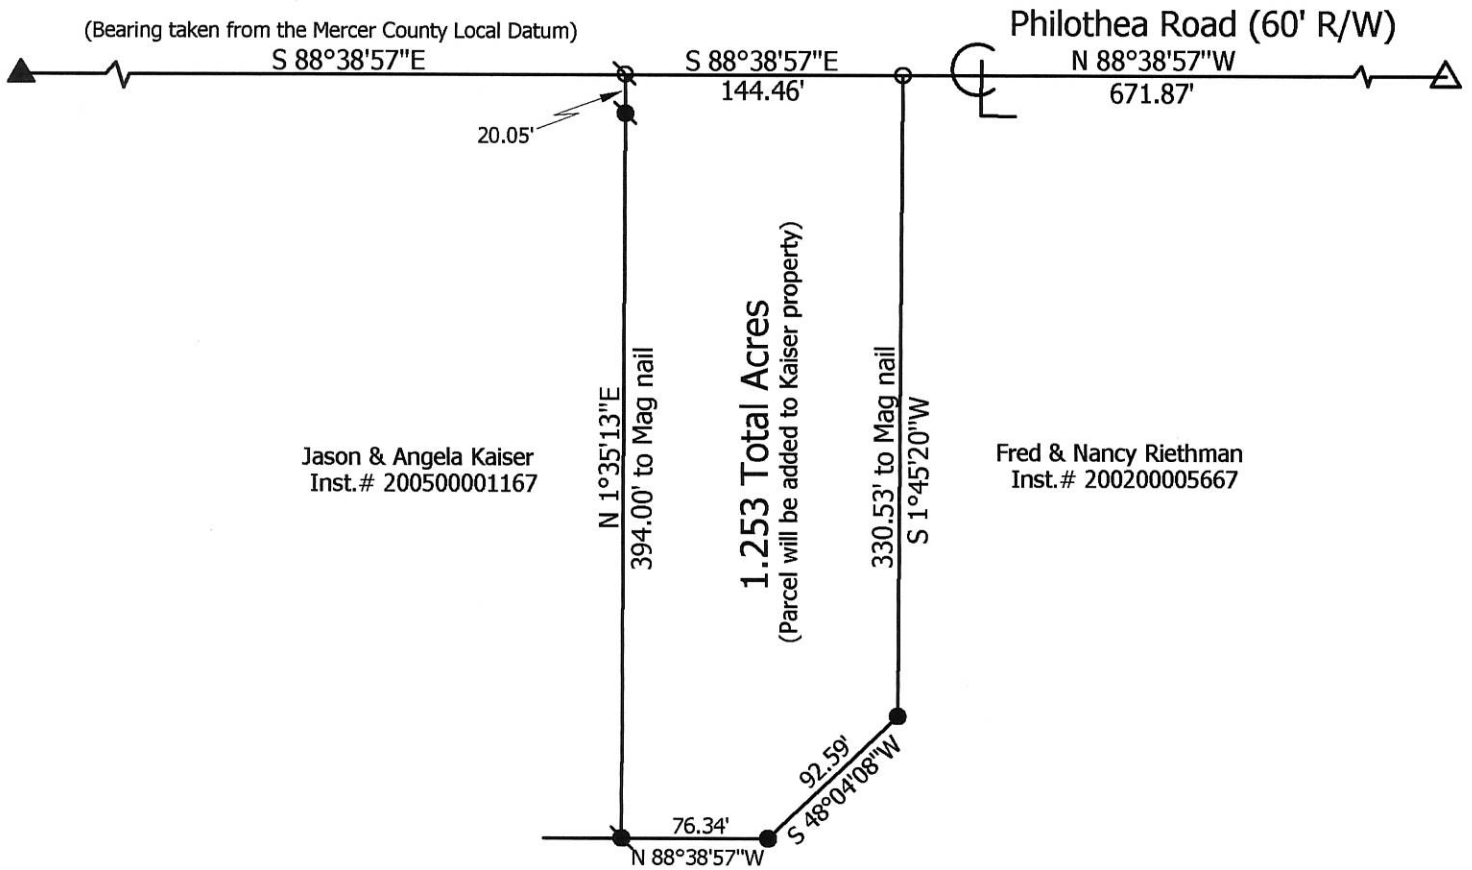 Philothea Road (60' R/W)
(Bearing taken from the Mercer County Local Datum)
S 88°38'57"E
S 88°38'57"E
N 88°38'57"W
144.46'
671.87'
20.05'
N 1°35'13"E
394.00' to Mag nail
1.253 Total Acres
(Parcel will be added to Kaiser property)
330.53' to Mag nail
S 1°45'20"W
Jason & Angela Kaiser
Inst.# 200500001167
Fred & Nancy Riethman
Inst.# 200200005667
92.59'
S 48°04'08"W
76.34'
N 88°38'57"W